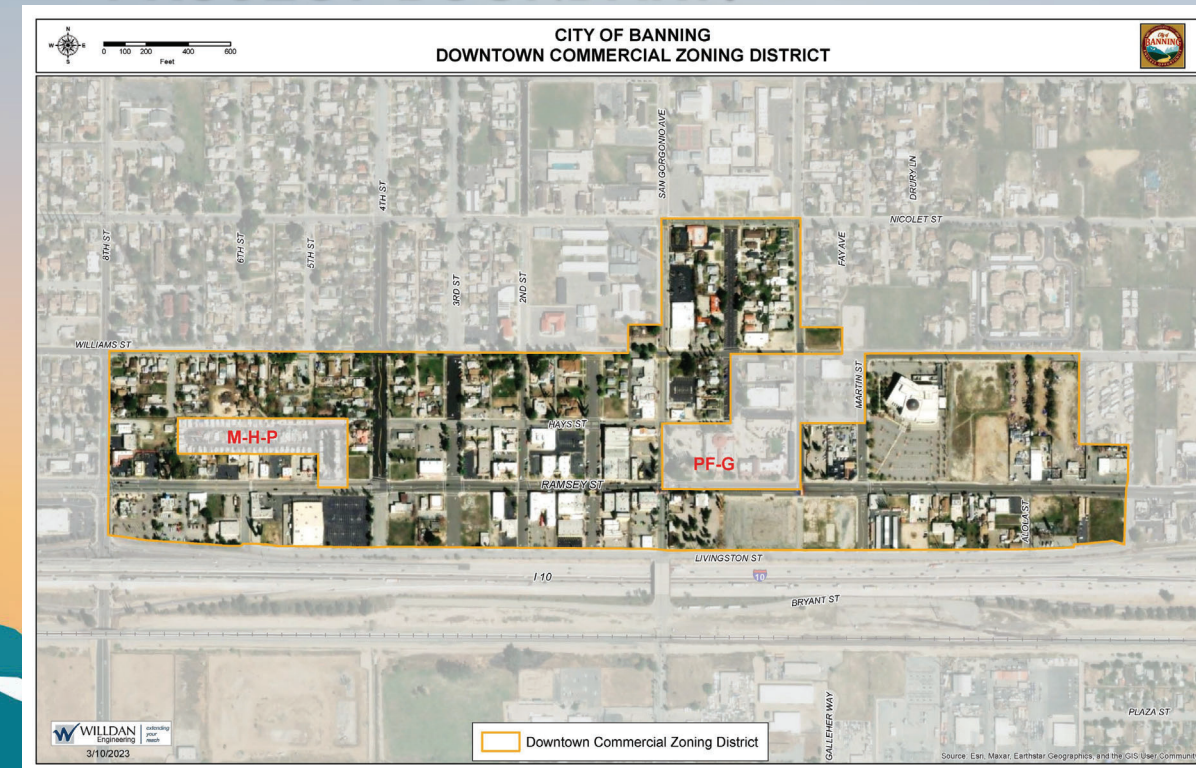 CITY OF BANNING
DOWNTOWN COMMERCIAL ZONING DISTRICT
N
W E
S
0 100 200 400 600
Feet
City of
BANNING
SAN GORGONIO AVE
4TH ST
DRURY LN
NICOLET ST
8TH ST
6TH ST
5TH ST
FAY AVE
3RD ST
2ND ST
WILLIAMS ST
MARTIN ST
HAYS ST
M-H-P
PF-G
RAMSEY ST
ALOLA ST
LIVINGSTON ST
I 10
10
BRYANT ST
GALLEHER WAY
PLAZA ST
WILLDAN
Engineering
extending
your
reach
3/10/2023
Downtown Commercial Zoning District
Source: Esri, Maxar, Earthstar Geographics, and the GIS User Community